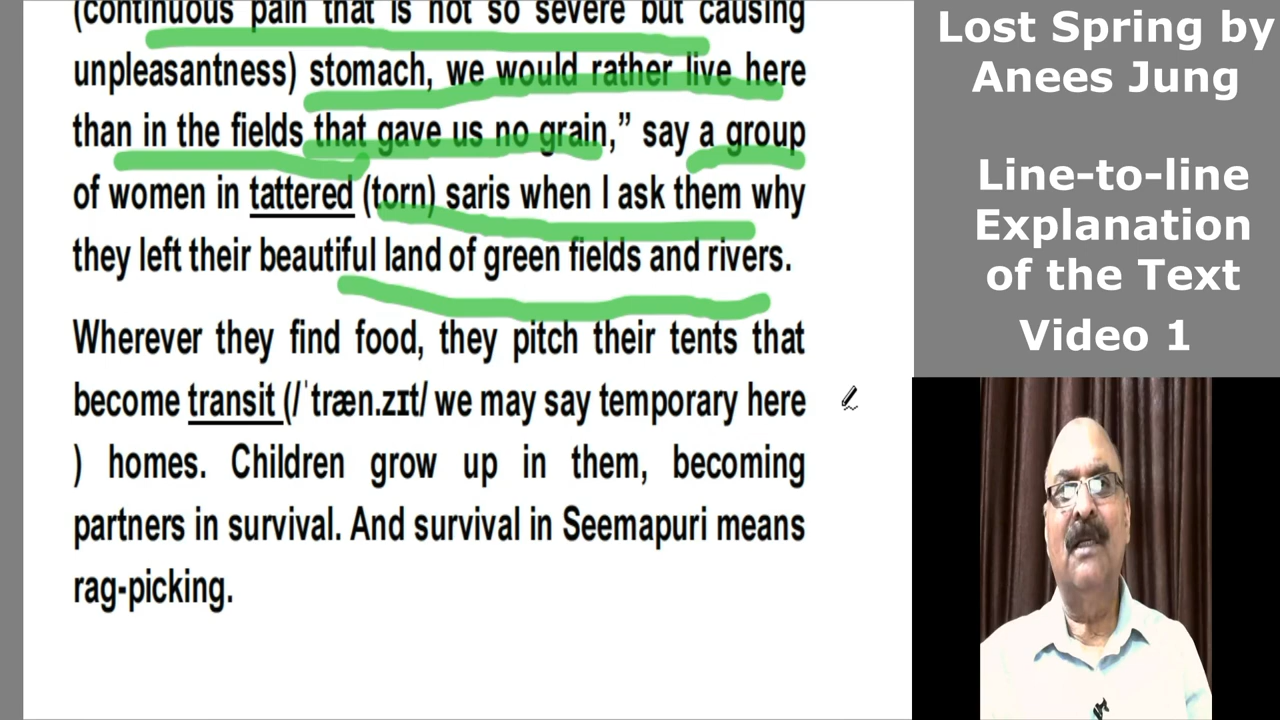 (continuous pain that is not so severe but causing
unpleasantness) stomach, we would rather live here
than in the fields that gave us no grain,” say a group
of women in tattered (torn) saris when I ask them why
they left their beautiful land of green fields and rivers.
Wherever they find food, they pitch their tents that
become transit (/ˈtræn.zɪt/ we may say temporary here
) homes. Children grow up in them, becoming
partners in survival. And survival in Seemapuri means
rag-picking.
Lost Spring by
Anees Jung
Line-to-line
Explanation
of the Text
Video 1